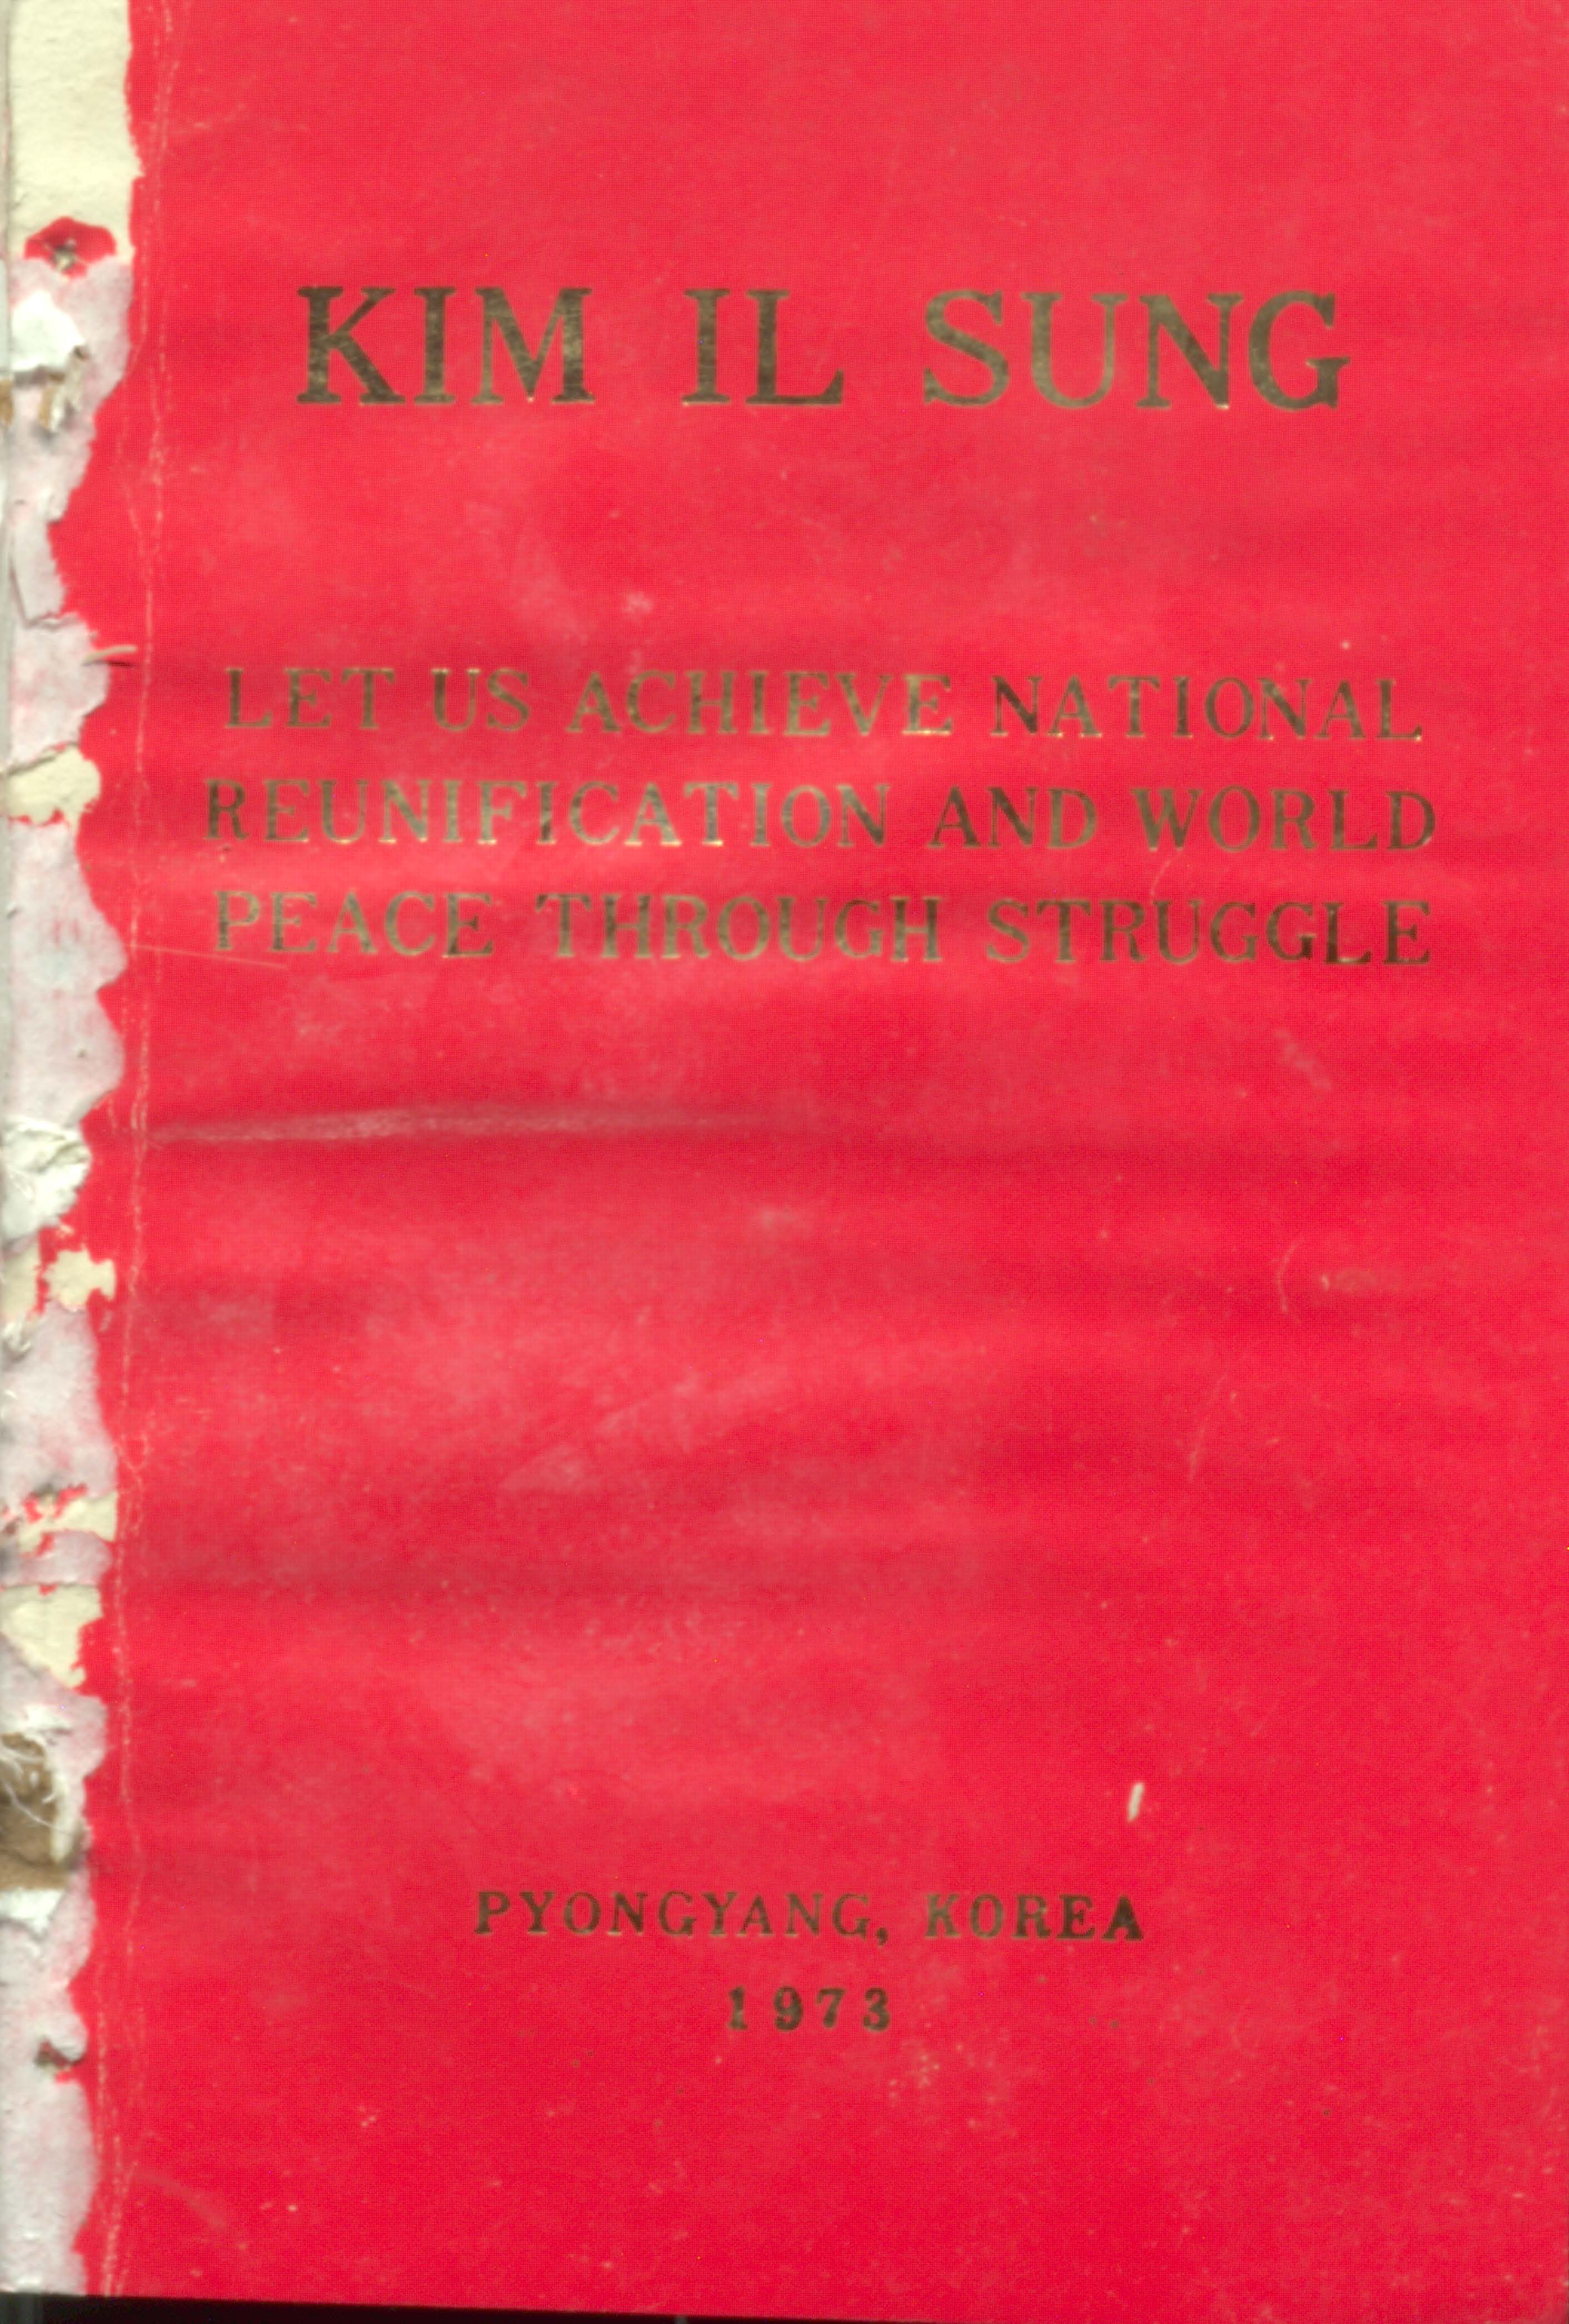 KIM IL SUNG
LET US ACHIEVE NATIONAL
REUNIFICATION AND WORLD
PEACE THROUGH STRUGGLE
PYONGYANG, KOREA
1973